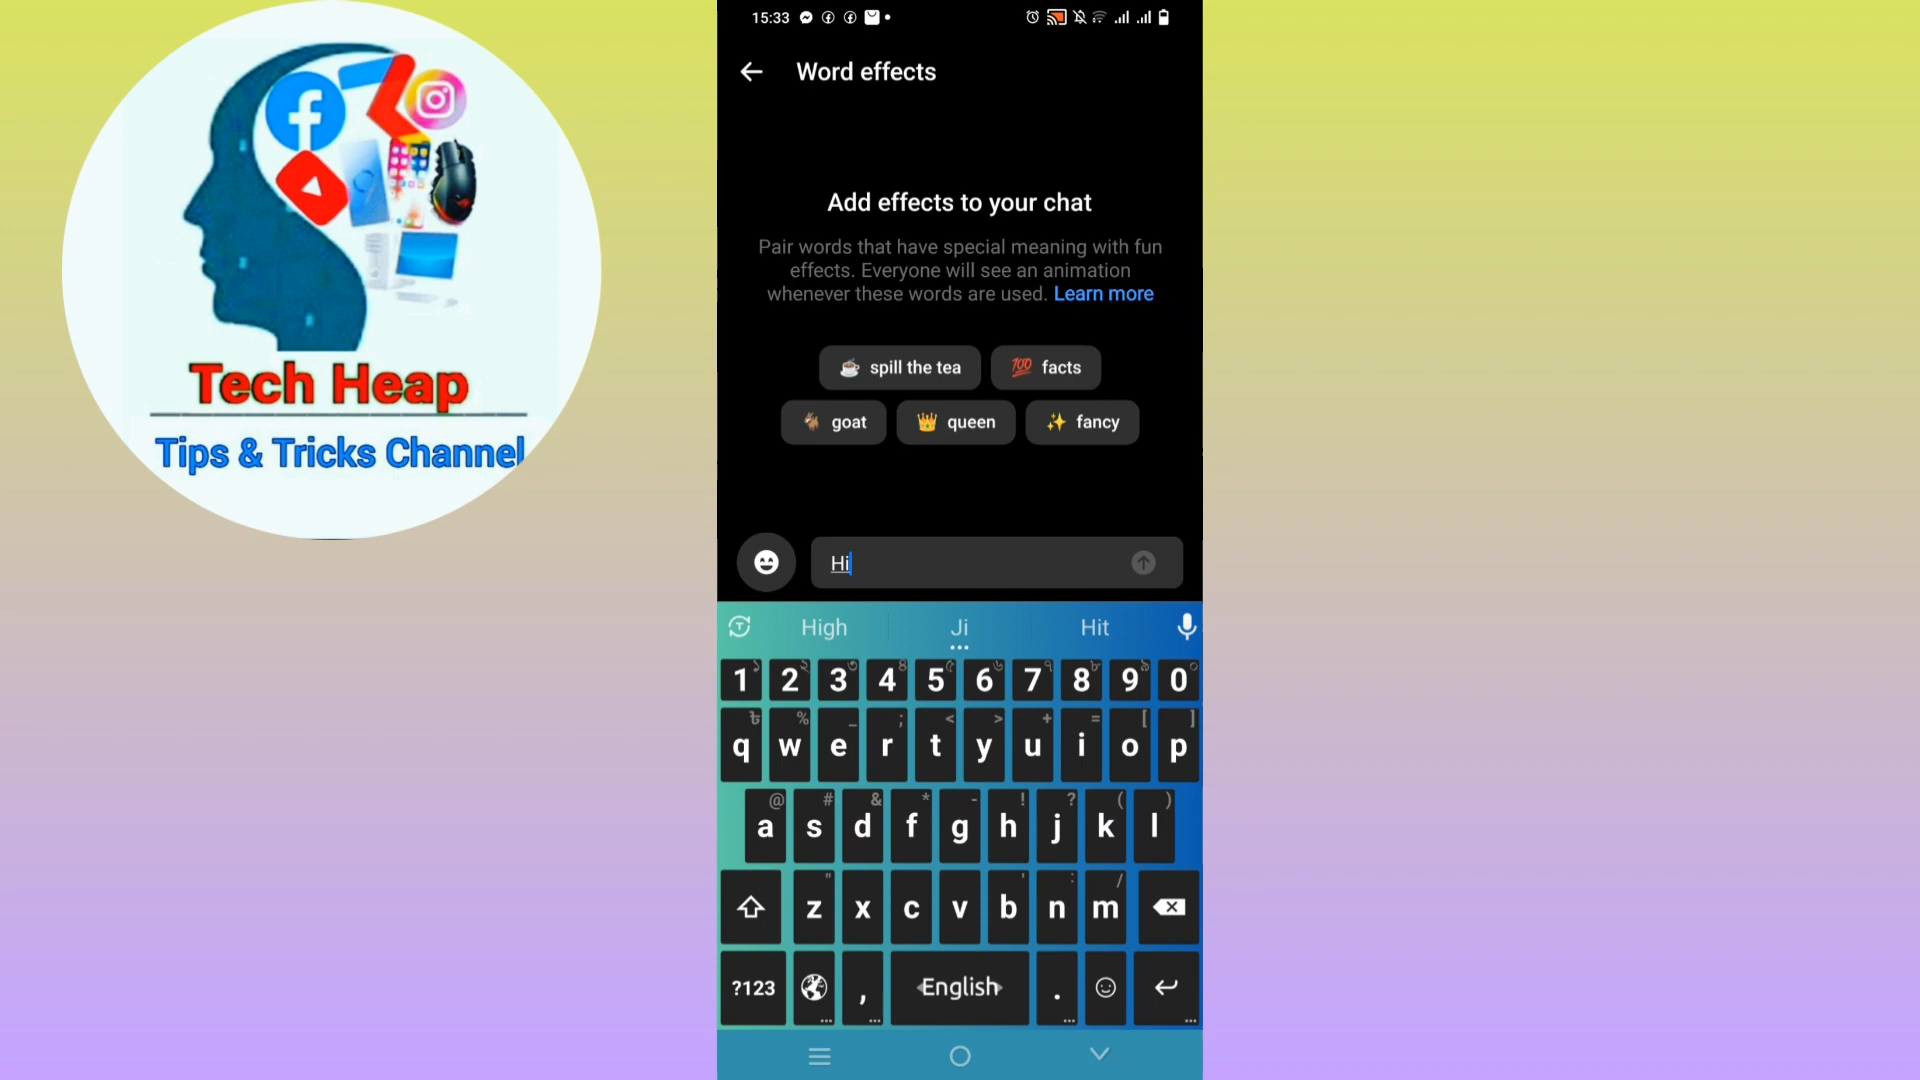 Tech Heap
Tips & Tricks Channel
15:33
Word effects
Add effects to your chat
Pair words that have special meaning with fun
effects. Everyone will see an animation
whenever these words are used. Learn more
spill the tea
facts
goat
queen
fancy
Hi
High
Ji
Hit
1 2 3 4 5 6 7 8 9 0
q w e r t y u i o p
a s d f g h j k l
z x c v b n m
?123 , English .